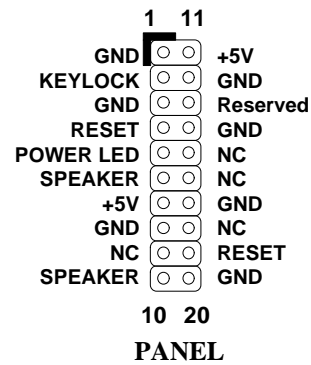 1 11
GND +5V
KEYLOCK GND
GND Reserved
RESET GND
POWER LED NC
SPEAKER NC
+5V GND
GND NC
NC RESET
SPEAKER GND
10 20
PANEL